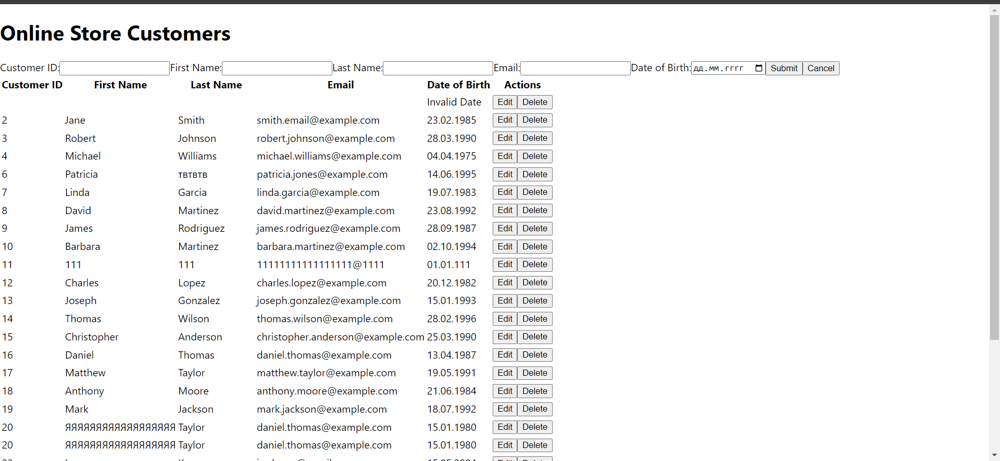 Online Store Customers
Customer ID: First Name: Last Name: Email: Date of Birth: дд.мм.гггг Submit Cancel
Customer ID First Name Last Name Email Date of Birth Actions
Invalid Date Edit Delete
2 Jane Smith smith.email@example.com 23.02.1985 Edit Delete
3 Robert Johnson robert.johnson@example.com 28.03.1990 Edit Delete
4 Michael Williams michael.williams@example.com 04.04.1975 Edit Delete
6 Patricia твтвтв patricia.jones@example.com 14.06.1995 Edit Delete
7 Linda Garcia linda.garcia@example.com 19.07.1983 Edit Delete
8 David Martinez david.martinez@example.com 23.08.1992 Edit Delete
9 James Rodriguez james.rodriguez@example.com 28.09.1987 Edit Delete
10 Barbara Martinez barbara.martinez@example.com 02.10.1994 Edit Delete
11 111 111 11111111111111111@1111 01.01.111 Edit Delete
12 Charles Lopez charles.lopez@example.com 20.12.1982 Edit Delete
13 Joseph Gonzalez joseph.gonzalez@example.com 15.01.1993 Edit Delete
14 Thomas Wilson thomas.wilson@example.com 28.02.1996 Edit Delete
15 Christopher Anderson christopher.anderson@example.com 25.03.1990 Edit Delete
16 Daniel Thomas daniel.thomas@example.com 13.04.1987 Edit Delete
17 Matthew Taylor matthew.taylor@example.com 19.05.1991 Edit Delete
18 Anthony Moore anthony.moore@example.com 21.06.1984 Edit Delete
19 Mark Jackson mark.jackson@example.com 18.07.1992 Edit Delete
20 ЯЯЯЯЯЯЯЯЯЯЯЯЯЯЯЯЯЯ Taylor daniel.thomas@example.com 15.01.1980 Edit Delete
20 ЯЯЯЯЯЯЯЯЯЯЯЯЯЯЯЯЯЯ Taylor daniel.thomas@example.com 15.01.1980 Edit Delete